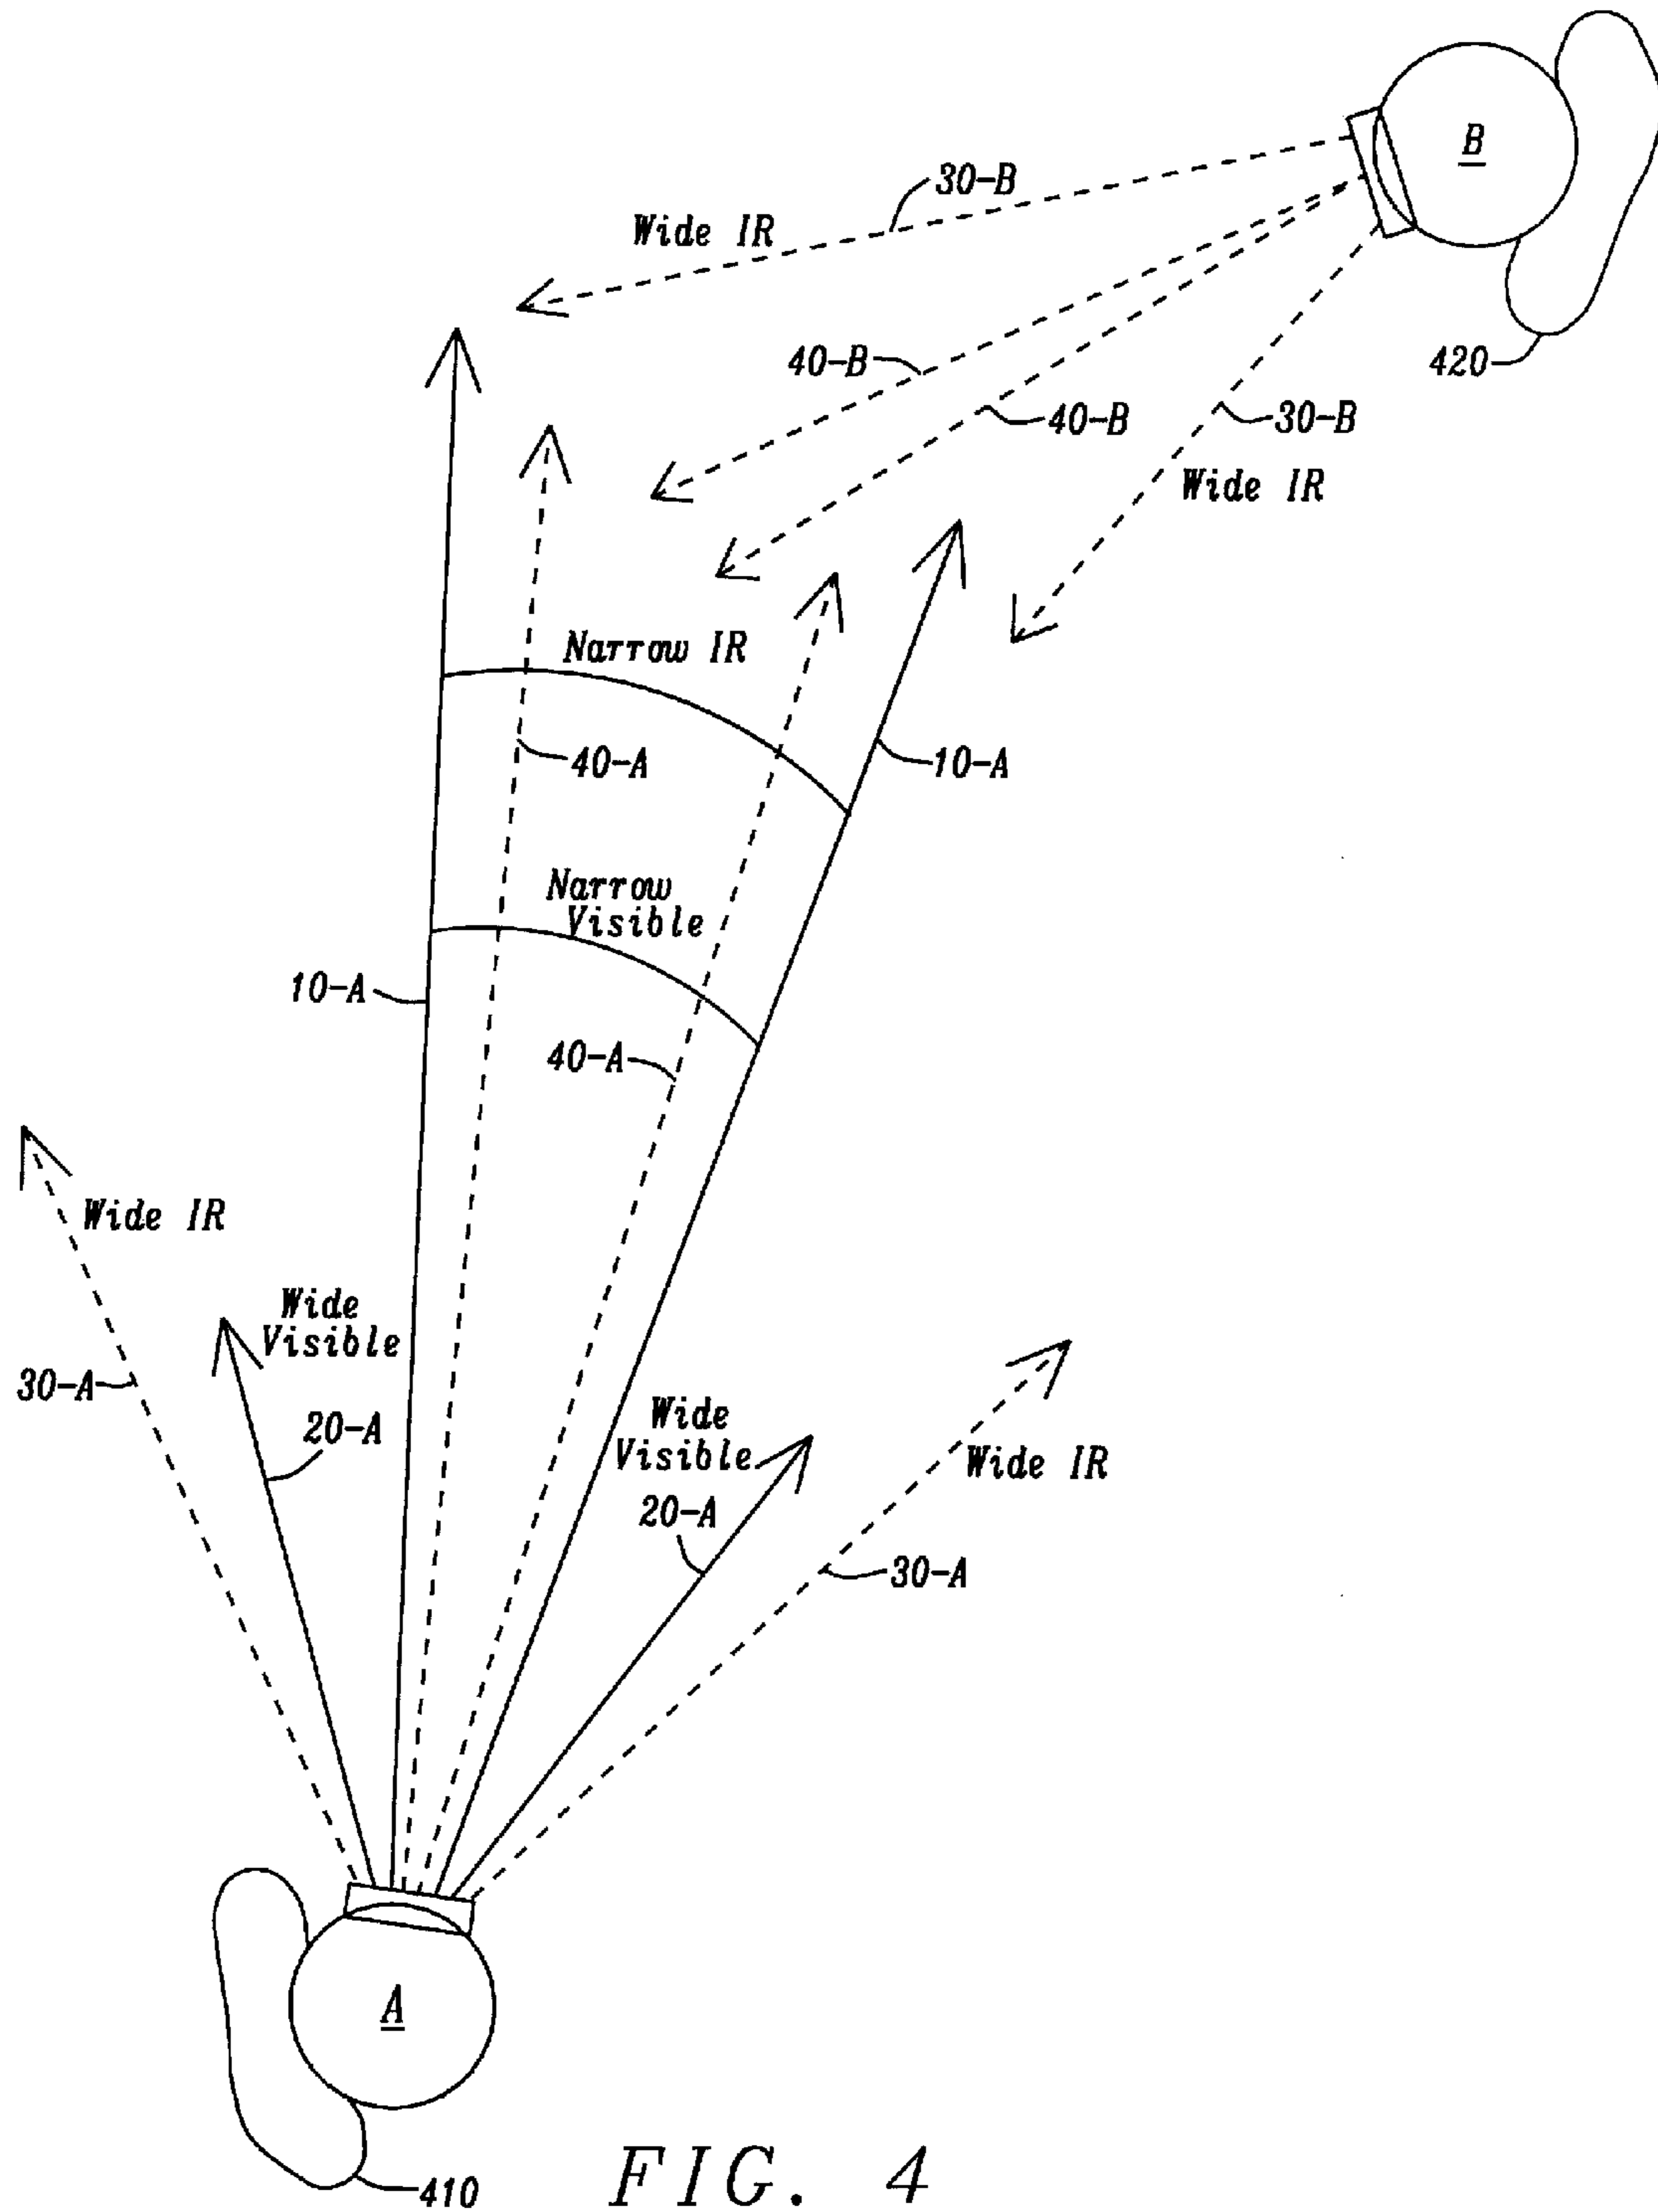 B
30-B
Wide IR
40-B
420
40-B
30-B
Wide IR
Narrow IR
40-A
10-A
Narrow
Visible
10-A
40-A
Wide IR
Wide
Visible
30-A
20-A
Wide
Visible
Wide IR
20-A
30-A
A
410
FIG. 4